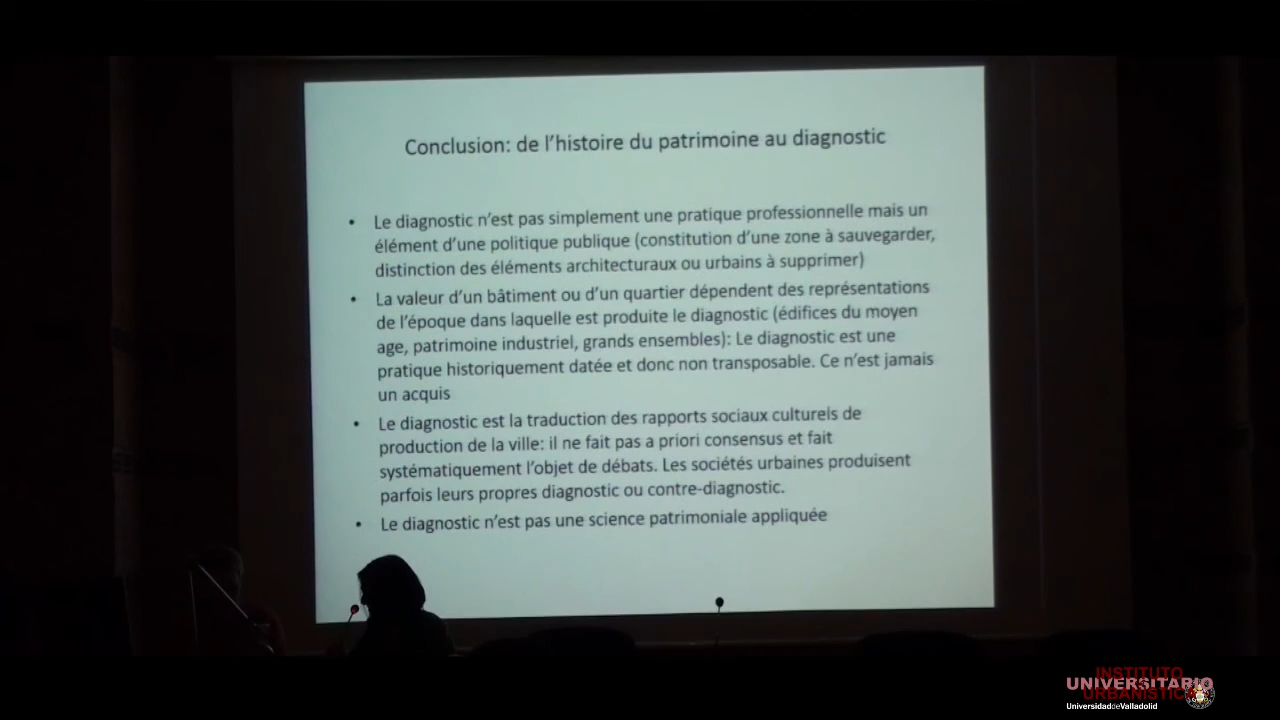 Conclusion: de l'histoire du patrimoine au diagnostic
• Le diagnostic n'est pas simplement une pratique professionnelle mais un
élément d'une politique publique (constitution d'une zone à sauvegarder,
distinction des éléments architecturaux ou urbains à supprimer)
• La valeur d'un bâtiment ou d'un quartier dépendent des représentations
de l'époque dans laquelle est produite le diagnostic (édifices du moyen
age, patrimoine industriel, grands ensembles): Le diagnostic est une
pratique historiquement datée et donc non transposable. Ce n'est jamais
un acquis
• Le diagnostic est la traduction des rapports sociaux culturels de
production de la ville: il ne fait pas a priori consensus et fait
systématiquement l'objet de débats. Les sociétés urbaines produisent
parfois leurs propres diagnostic ou contre-diagnostic.
• Le diagnostic n'est pas une science patrimoniale appliquée
INSTITUTO
UNIVERSITARIO
URBANÍSTICA
UniversidaddeValladolid